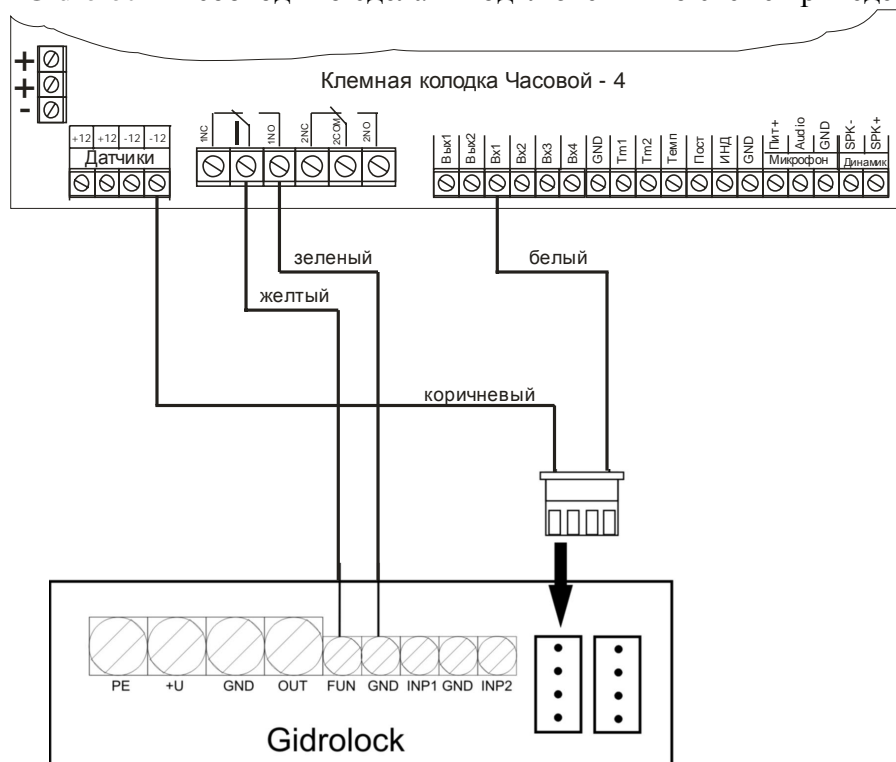 Клемная колодка Часовой - 4
+
+
-
+12 +12 -12 -12
Датчики
1NC 1NO 2NC 2COM 2NO
Вых1 Вых2 Вх1 Вх2 Вх3 Вх4 GND Tm1 Tm2 Темп Пост ИНД GND Пит+ Audio GND SPK- SPK+
Микрофон Динамик
зеленый
белый
желтый
коричневый
PE +U GND OUT FUN GND INP1 GND INP2
Gidrolock